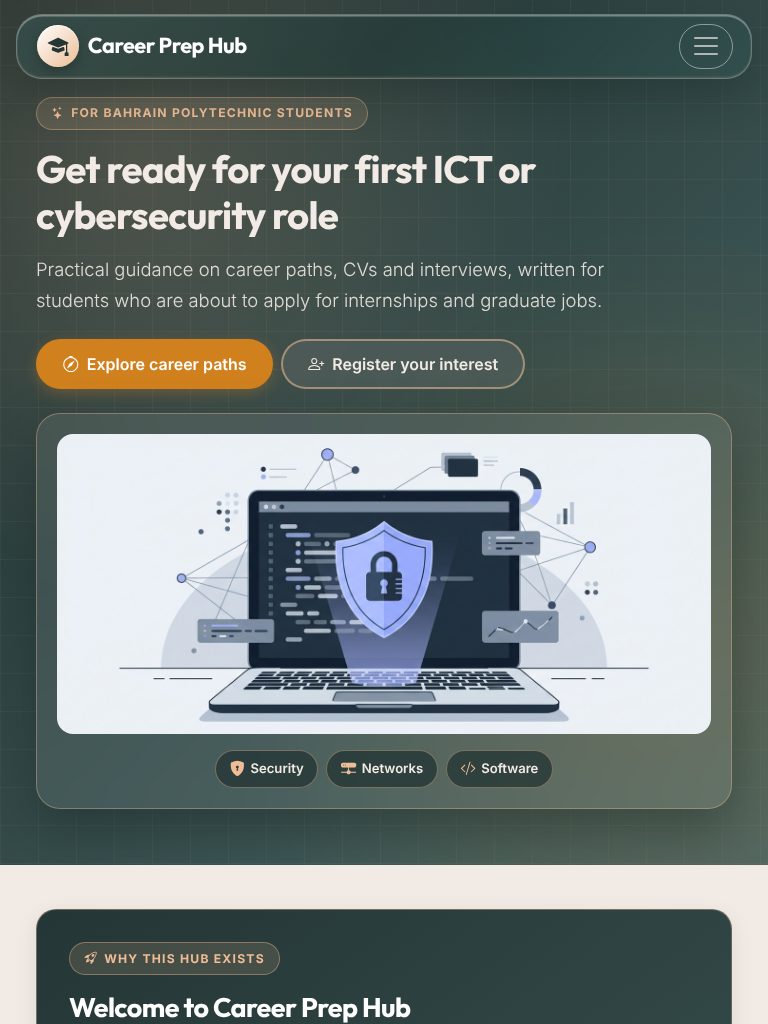 Career Prep Hub
FOR BAHRAIN POLYTECHNIC STUDENTS
Get ready for your first ICT or
cybersecurity role
Practical guidance on career paths, CVs and interviews, written for
students who are about to apply for internships and graduate jobs.
Explore career paths
Register your interest
Security
Networks
Software
WHY THIS HUB EXISTS
Welcome to Career Prep Hub